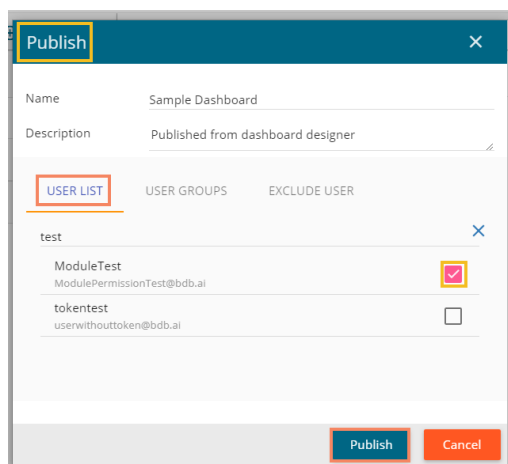 Publish
Name Sample Dashboard
Description Published from dashboard designer
USER LIST USER GROUPS EXCLUDE USER
test
ModuleTest
ModulePermissionTest@bdb.ai
tokentest
userwithouttoken@bdb.ai
Publish Cancel